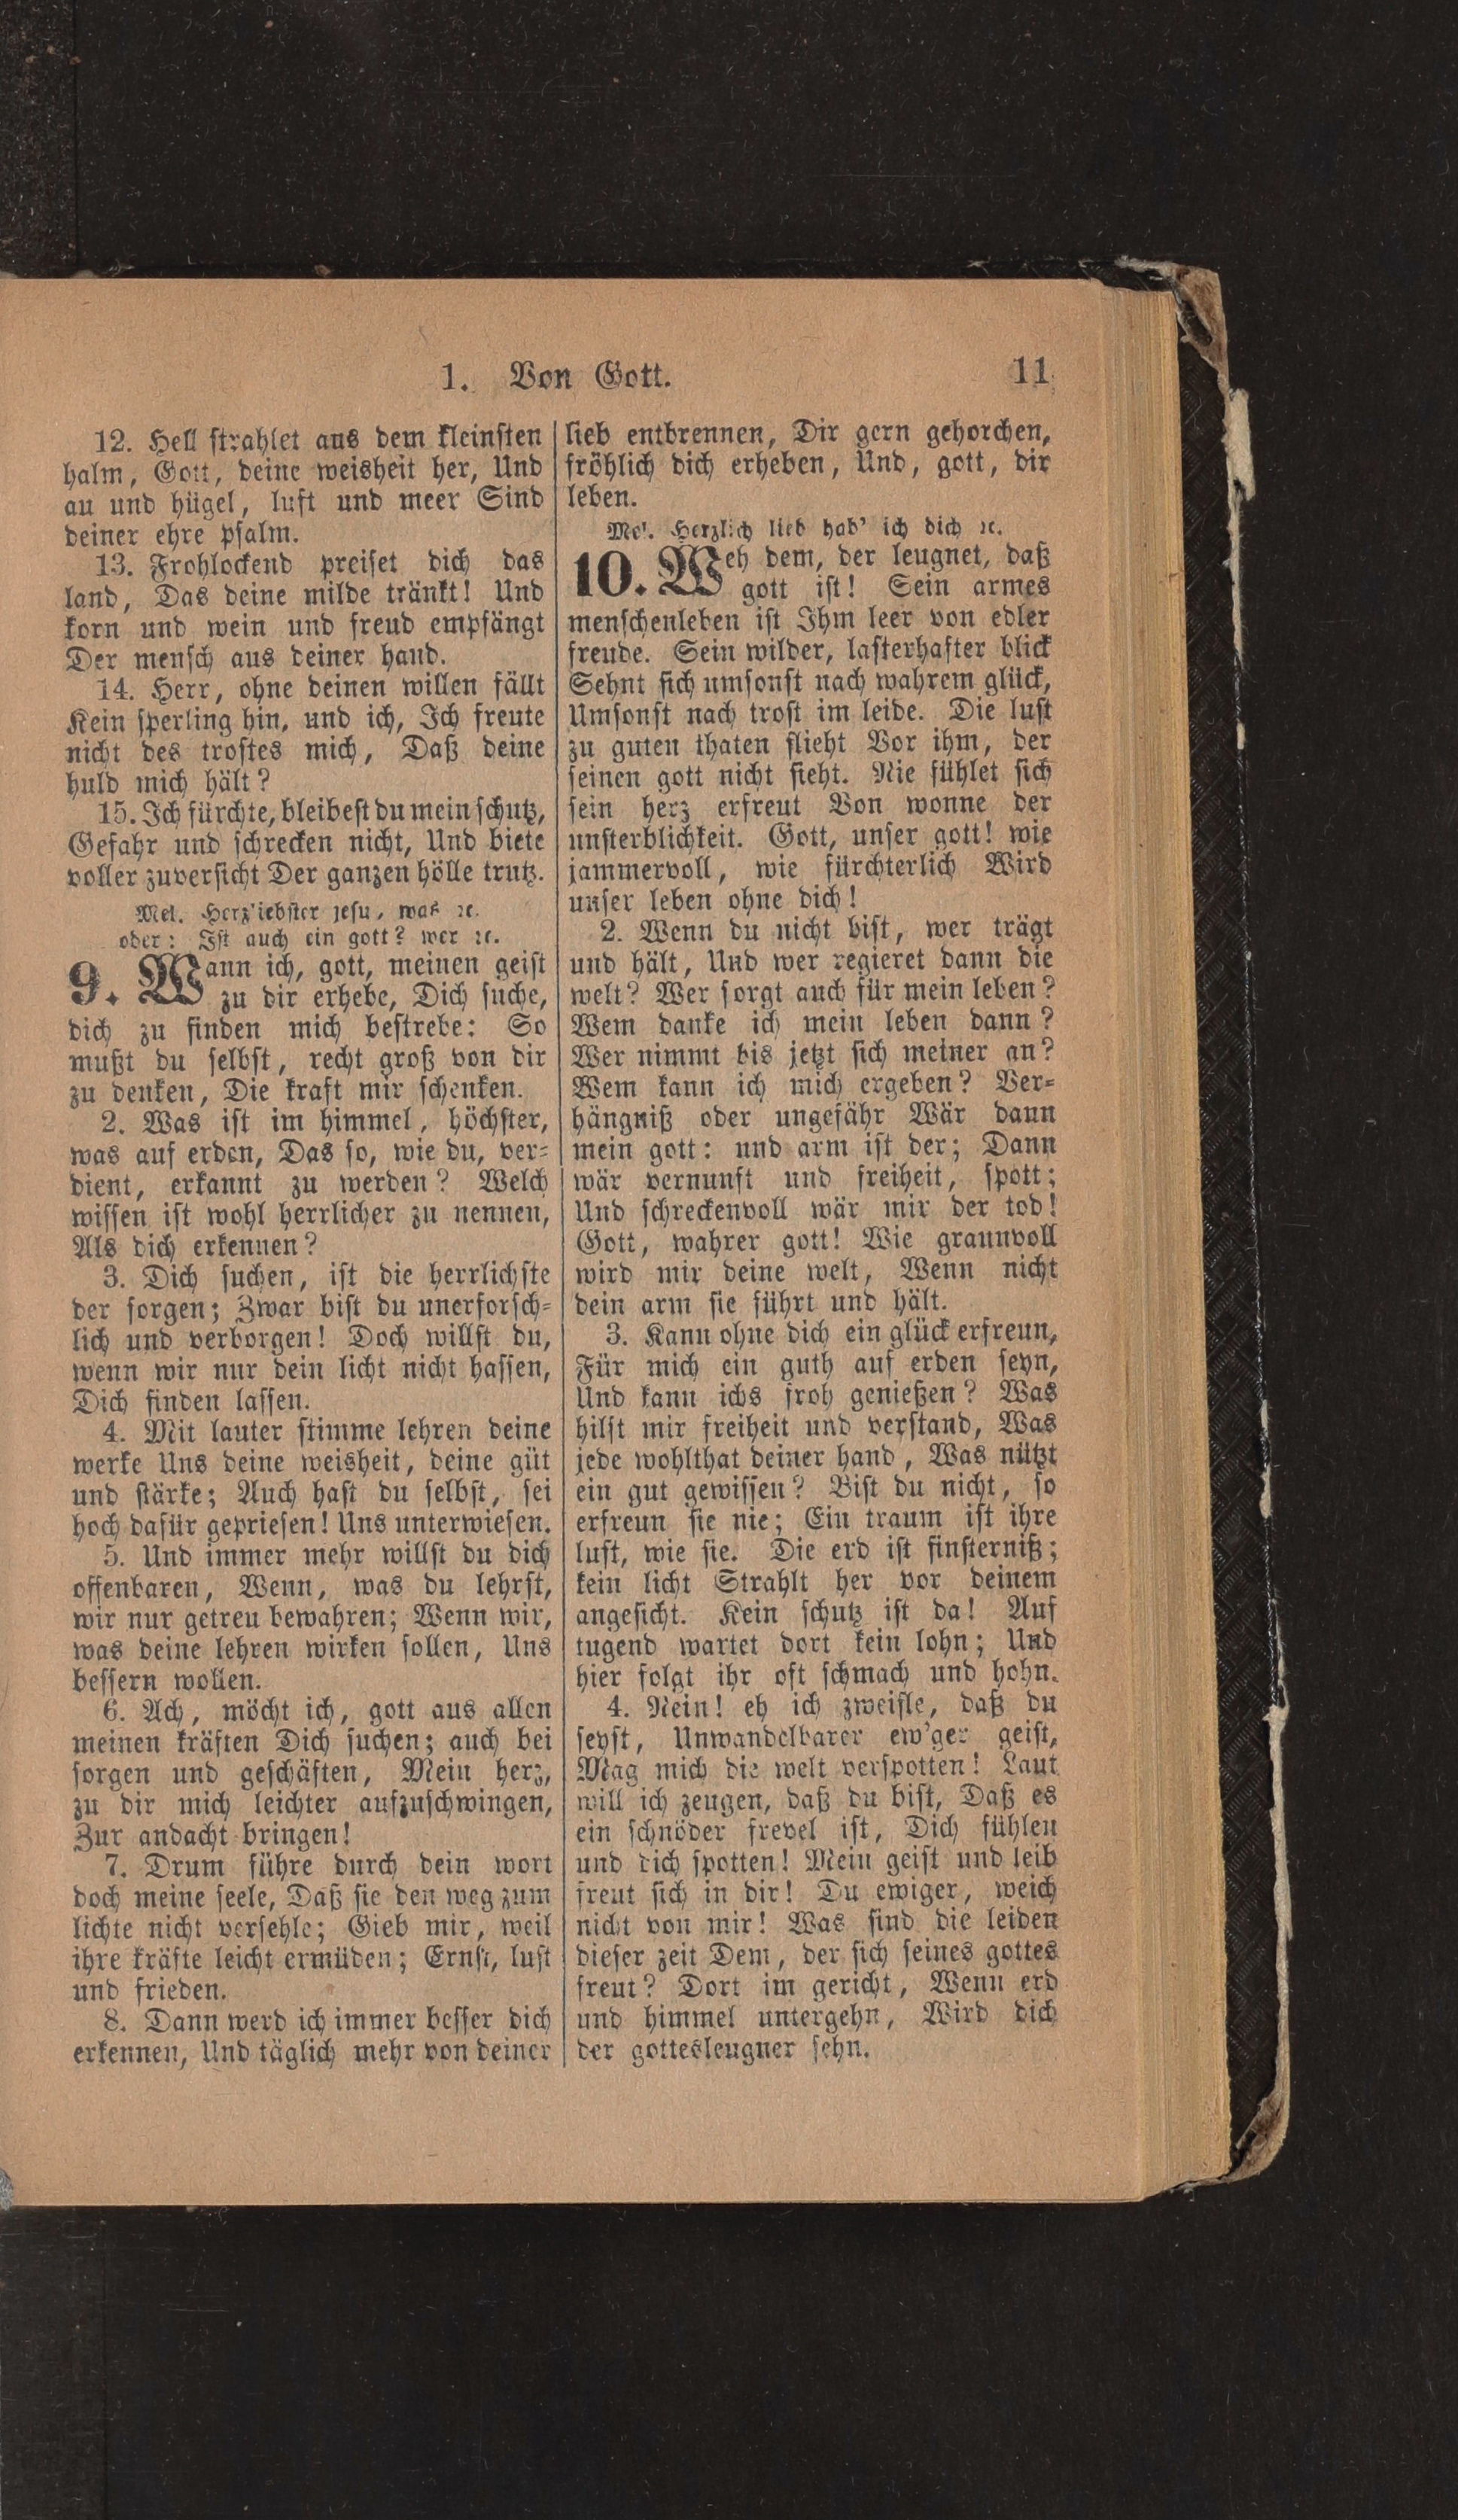 1. Von Gott.
11
12. Hell strahlet aus dem kleinsten
halm, Gott, deine weisheit her, Und
au und hügel, luft und meer Sind
deiner ehre psalm.
13. Frohlockend preiset dich das
land, Das deine milde tränkt! Und
korn und wein und freud empfängt
Der mensch aus deiner hand.
14. Herr, ohne deinen willen fällt
Kein sperling hin, und ich, Ich freute
nicht des trostes mich, Daß deine
huld mich hält?
15. Ich fürchte, bleibest du mein schutz,
Gefahr und schrecken nicht, Und biete
voller zuversicht Der ganzen hölle trutz.
Mel. Herzliebster jesu, was ꝛc.
oder: Ist auch ein gott? wer ꝛc.
9. Wann ich, gott, meinen geist
zu dir erhebe, Dich suche,
dich zu finden mich bestrebe: So
mußt du selbst, recht groß von dir
zu denken, Die kraft mir schenken.
2. Was ist im himmel, höchster,
was auf erden, Das so, wie du, ver-
dient, erkannt zu werden? Welch
wissen ist wohl herrlicher zu nennen,
Als dich erkennen?
3. Dich suchen, ist die herrlichste
der sorgen; Zwar bist du unerforsch-
lich und verborgen! Doch willst du,
wenn wir nur dein licht nicht hassen,
Dich finden lassen.
4. Mit lauter stimme lehren deine
werke Uns deine weisheit, deine güt
und stärke; Auch hast du selbst, sei
hoch dafür gepriesen! Uns unterwiesen.
5. Und immer mehr willst du dich
offenbaren, Wenn, was du lehrst,
wir nur getreu bewahren; Wenn wir,
was deine lehren wirken sollen, Uns
bessern wollen.
6. Ach, möcht ich, gott aus allen
meinen kräften Dich suchen; auch bei
sorgen und geschäften, Mein herz,
zu dir mich leichter aufzuschwingen,
Zur andacht bringen!
7. Drum führe durch dein wort
doch meine seele, Daß sie den weg zum
lichte nicht verfehle; Gieb mir, weil
ihre kräfte leicht ermüden; Ernst, lust
und frieden.
8. Dann werd ich immer besser dich
erkennen, Und täglich mehr von deiner
lieb entbrennen, Dir gern gehorchen,
fröhlich dich erheben, Und, gott, dir
leben.
Mel. Herzlich lieb hab' ich dich ꝛc.
10. Weh dem, der leugnet, daß
gott ist! Sein armes
menschenleben ist Ihm leer von edler
freude. Sein wilder, lasterhafter blick
Sehnt sich umsonst nach wahrem glück,
Umsonst nach trost im leide. Die lust
zu guten thaten flieht Vor ihm, der
seinen gott nicht sieht. Nie fühlet sich
sein herz erfreut Von wonne der
unsterblichkeit. Gott, unser gott! wie
jammervoll, wie fürchterlich Wird
unser leben ohne dich!
2. Wenn du nicht bist, wer trägt
und hält, Und wer regieret dann die
welt? Wer sorgt auch für mein leben?
Wem danke ich mein leben dann?
Wer nimmt bis jetzt sich meiner an?
Wem kann ich mich ergeben? Ver-
hängniß oder ungefähr Wär dann
mein gott: und arm ist der; Dann
wär vernunft und freiheit, spott;
Und schreckenvoll wär mir der tod!
Gott, wahrer gott! Wie graunvoll
wird mir deine welt, Wenn nicht
dein arm sie führt und hält.
3. Kann ohne dich ein glück erfreun,
Für mich ein guth auf erden seyn,
Und kann ichs froh genießen? Was
hilft mir freiheit und verstand, Was
jede wohlthat deiner hand, Was nützt
ein gut gewissen? Bist du nicht, so
erfreun sie nie; Ein traum ist ihre
lust, wie sie. Die erd ist finsterniß;
kein licht Strahlt her vor deinem
angesicht. Kein schutz ist da! Auf
tugend wartet dort kein lohn; Und
hier folgt ihr oft schmach und hohn.
4. Nein! eh ich zweifle, daß du
seyst, Unwandelbarer ew'ger geist,
Mag mich die welt verspotten! Laut
will ich zeugen, daß du bist, Daß es
ein schnöder frevel ist, Dich fühlen
und dich spotten! Mein geist und leib
freut sich in dir! Du ewiger, weich
nicht von mir! Was sind die leiden
dieser zeit Dem, der sich seines gottes
freut? Dort im gericht, Wenn erd
und himmel untergehn, Wird dich
der gottesleugner sehn.